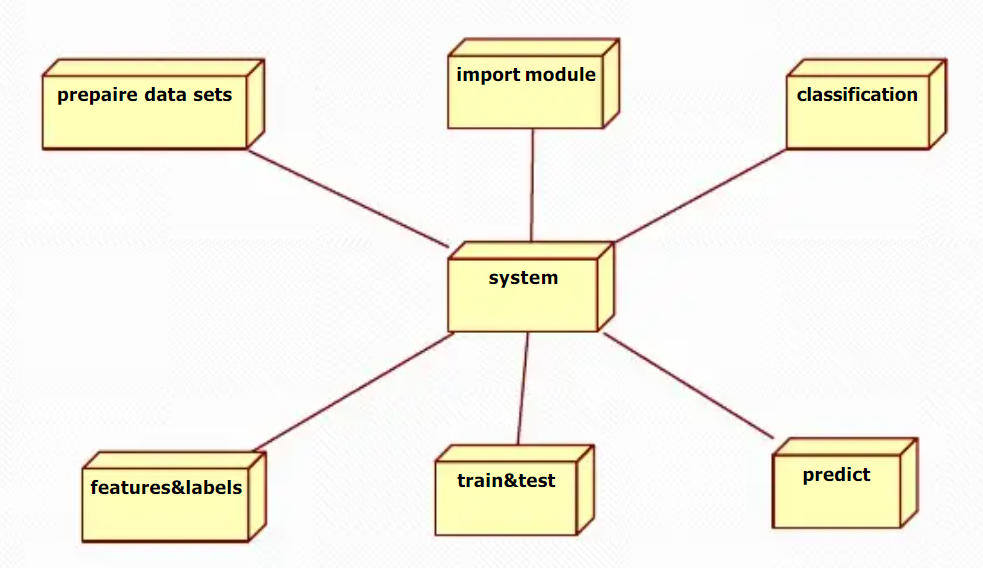 prepaire data sets
import module
classification
system
features&labels
train&test
predict